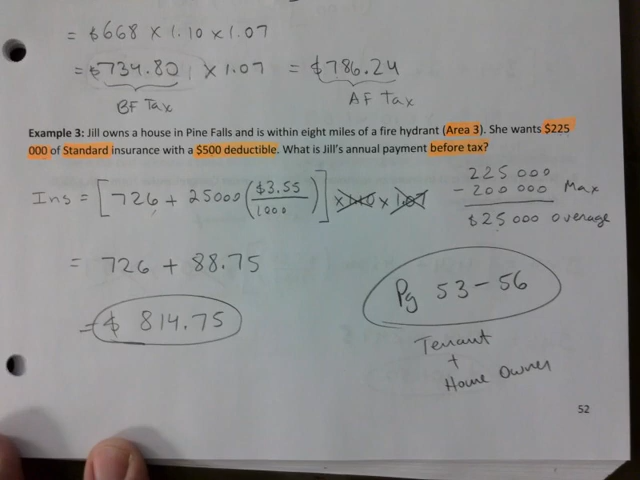 = $668 × 1.10 × 1.07
= $734.80 × 1.07 = $786.24
BF Tax
AF Tax
Example 3: Jill owns a house in Pine Falls and is within eight miles of a fire hydrant (Area 3). She wants $225
000 of Standard insurance with a $500 deductible. What is Jill's annual payment before tax?
Ins = [726 + 25000($3.55/1000)] ×1.10 × 1.07
225 000
- 200 000 Max
$25 000 overage
= 726 + 88.75
= $ 814.75
Pg 53-56
Tenant
+
Home Owner
52